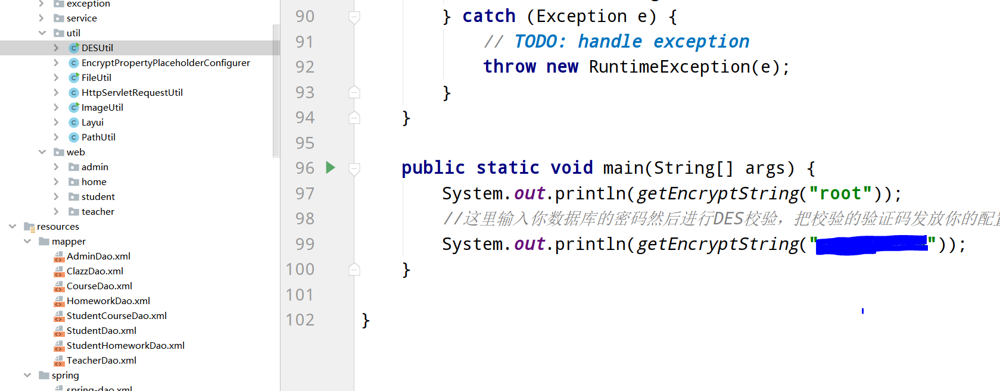 exception
service
util
DESUtil
EncryptPropertyPlaceholderConfigurer
FileUtil
HttpServletRequestUtil
ImageUtil
Layui
PathUtil
web
admin
home
student
teacher
resources
mapper
AdminDao.xml
ClazzDao.xml
CourseDao.xml
HomeworkDao.xml
StudentCourseDao.xml
StudentDao.xml
StudentHomeworkDao.xml
TeacherDao.xml
spring
spring-dao.xml
90 } catch (Exception e) {
91 // TODO: handle exception
92 throw new RuntimeException(e);
93 }
94 }
95
96 public static void main(String[] args) {
97 System.out.println(getEncryptString("root"));
98 //这里输入你数据库的密码然后进行DES校验，把校验的验证码发放你的配
99 System.out.println(getEncryptString(""));
100 }
101
102 }